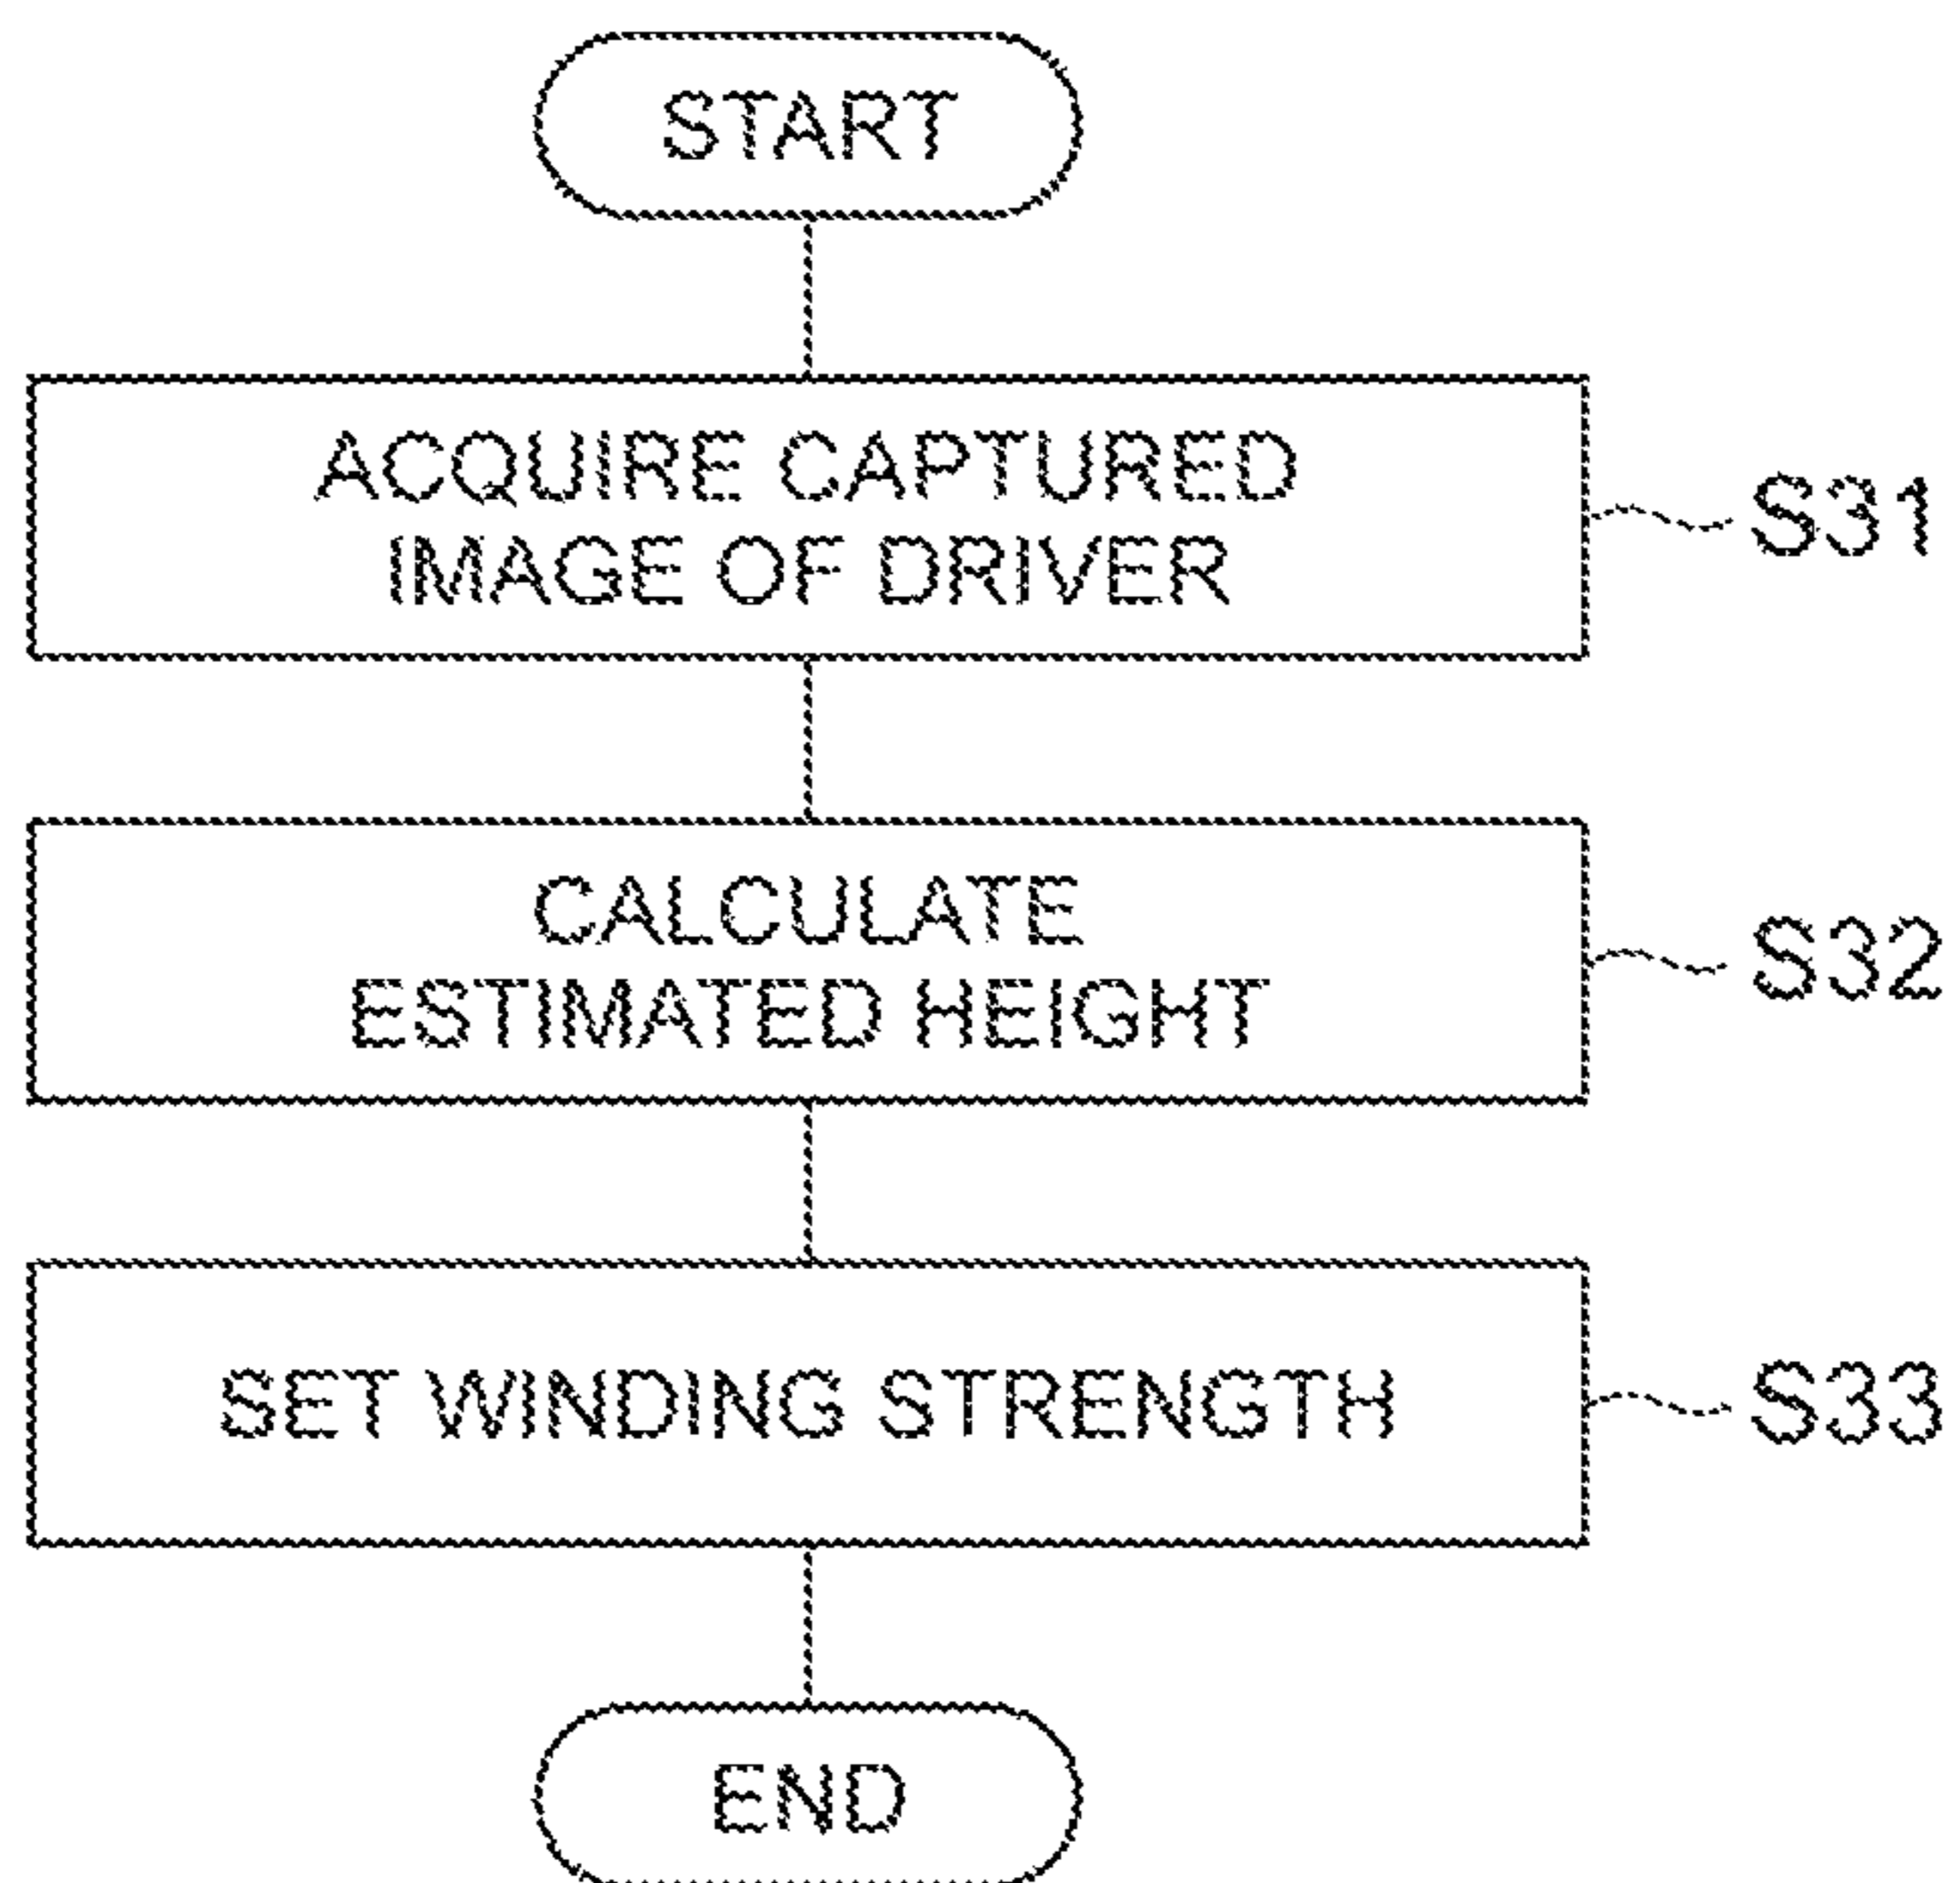 START
ACQUIRE CAPTURED
IMAGE OF DRIVER
S31
CALCULATE
ESTIMATED HEIGHT
S32
SET WINDING STRENGTH
S33
END